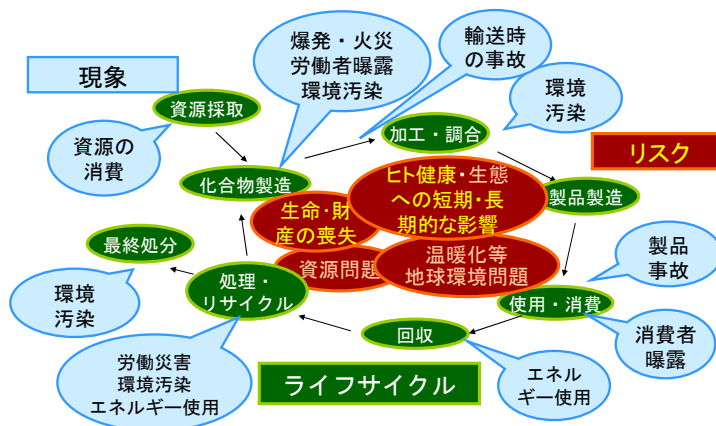 現象
爆発・火災
労働者曝露
環境汚染
輸送時
の事故
環境
汚染
資源採取
資源の
消費
加工・調合
リスク
化合物製造
ヒト健康・生態
への短期・長
期的な影響
製品製造
生命・財
産の喪失
最終処分
資源問題
温暖化等
地球環境問題
製品
事故
処理・
リサイクル
環境
汚染
使用・消費
回収
消費者
曝露
労働災害
環境汚染
エネルギー使用
ライフサイクル
エネル
ギー使用